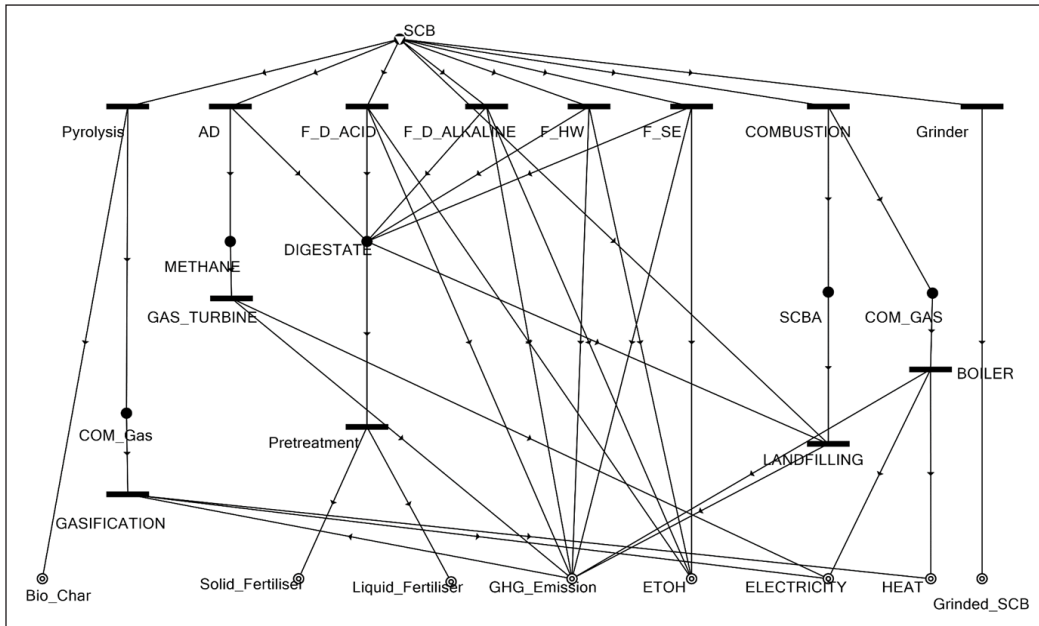 SCB
Pyrolysis
AD
F_D_ACID
F_D_ALKALINE
F_HW
F_SE
COMBUSTION
Grinder
DIGESTATE
METHANE
GAS_TURBINE
SCBA
COM_GAS
BOILER
COM_Gas
Pretreatment
LANDFILLING
GASIFICATION
Bio_Char
Solid_Fertiliser
Liquid_Fertiliser
GHG_Emission
ETOH
ELECTRICITY
HEAT
Grinded_SCB